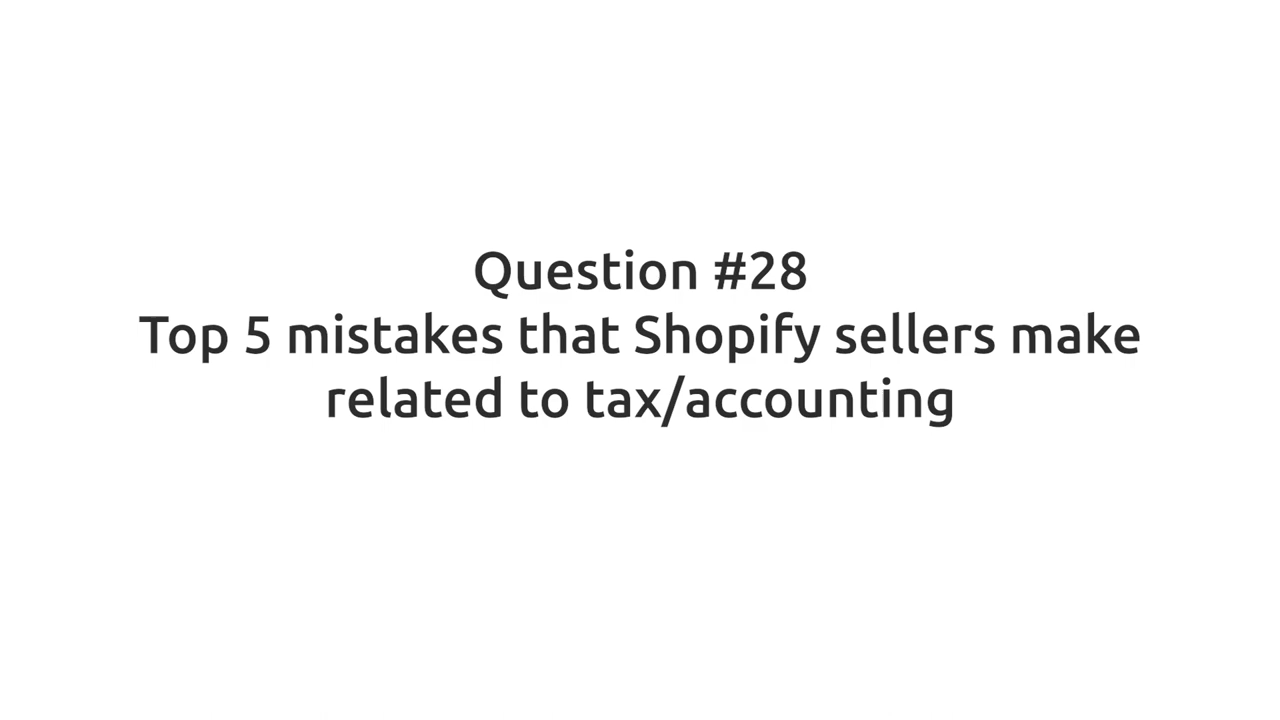 Question #28
Top 5 mistakes that Shopify sellers make
related to tax/accounting